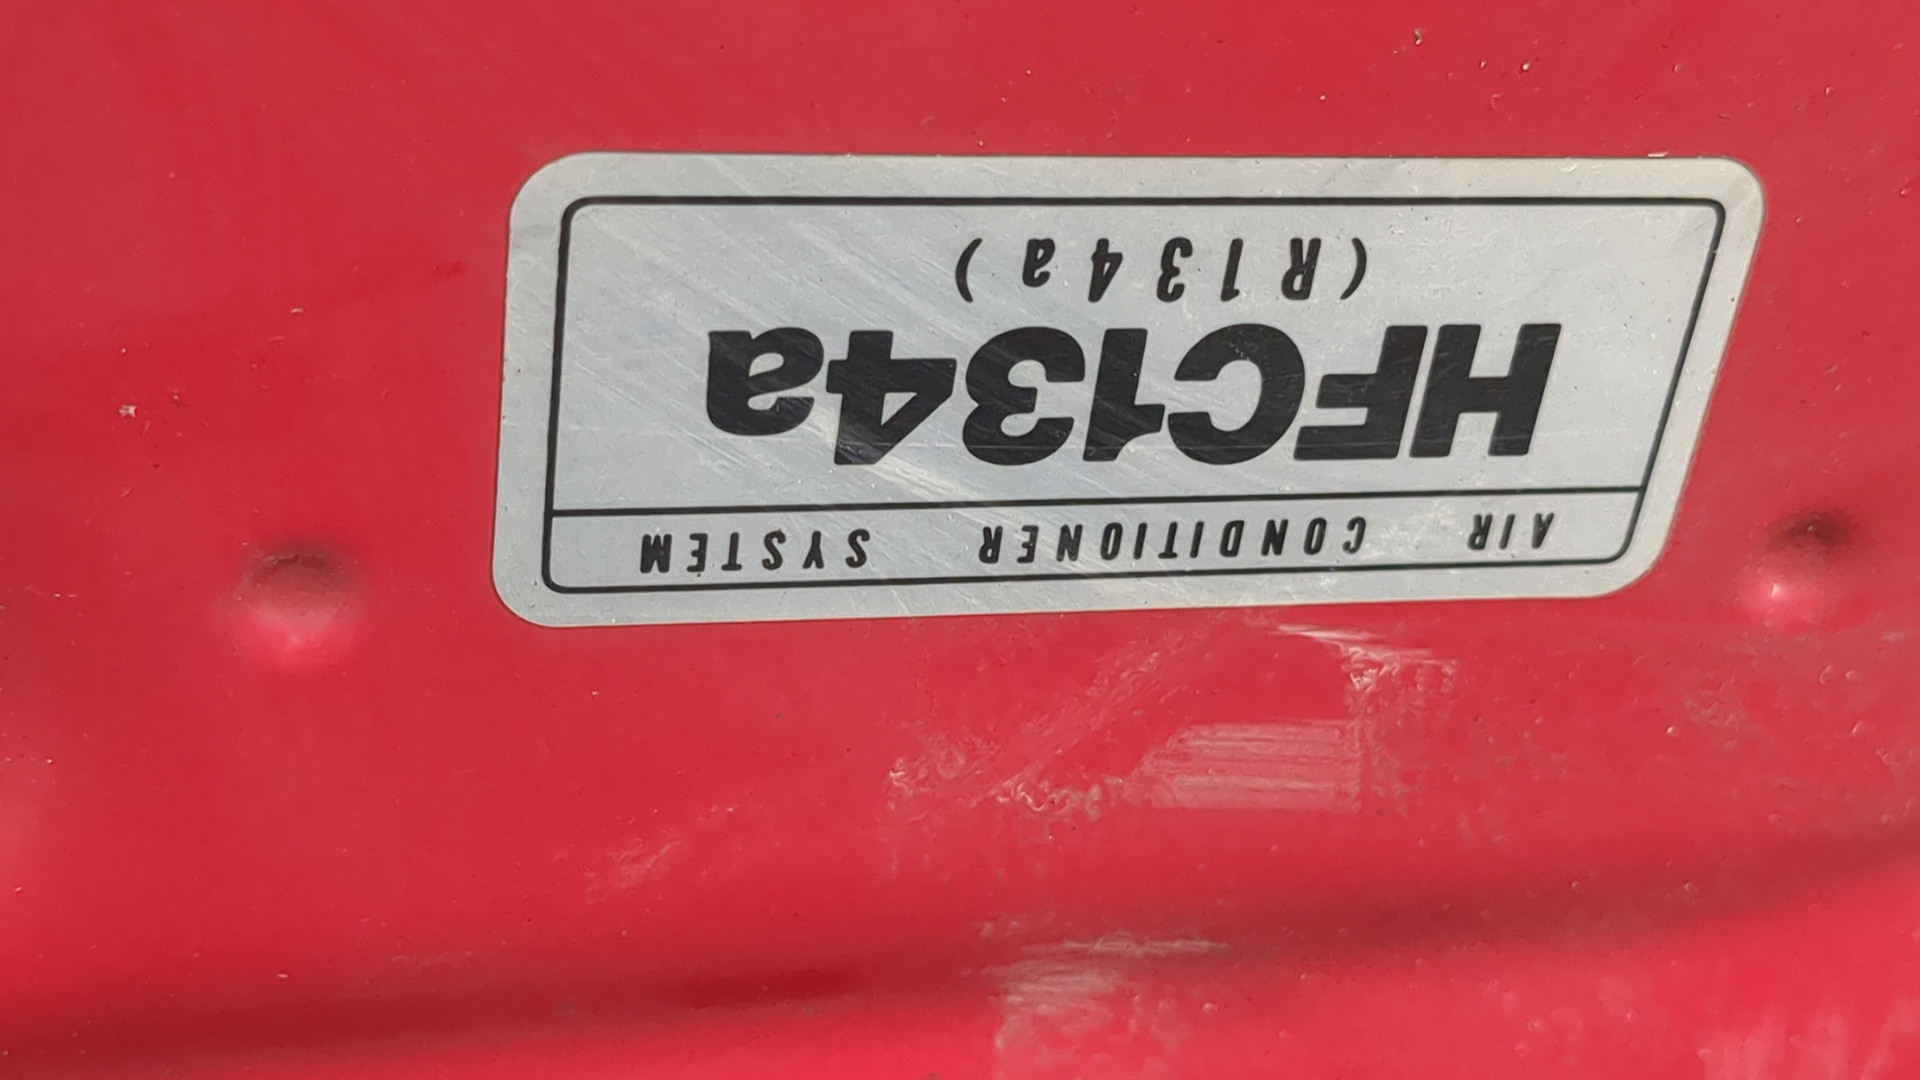 AIR CONDITIONER SYSTEM
HFC134a
(R134a)